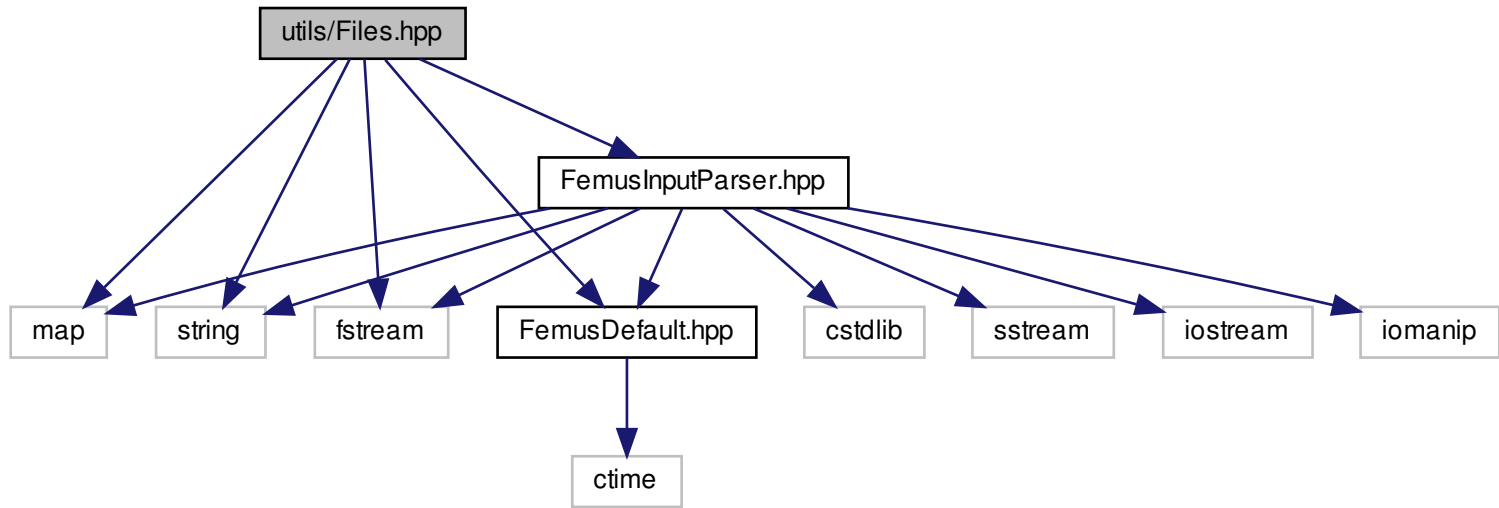 utils/Files.hpp
FemusInputParser.hpp
map
string
fstream
FemusDefault.hpp
cstdlib
sstream
iostream
iomanip
ctime